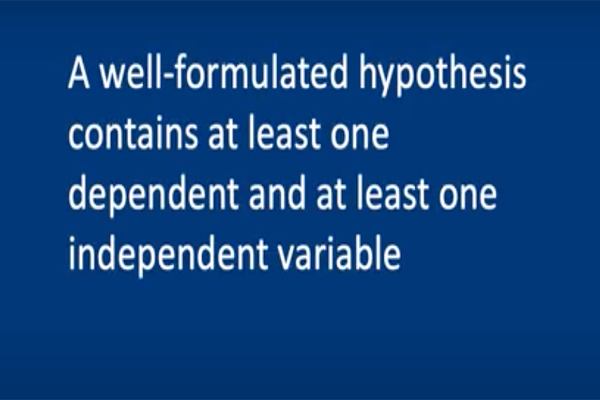 A well-formulated hypothesis
contains at least one
dependent and at least one
independent variable